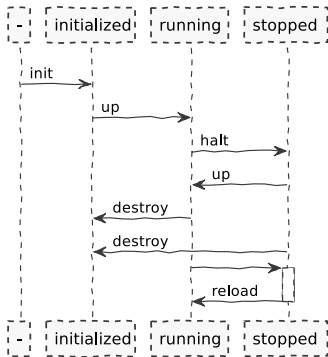 - initialized running stopped
init
up
halt
up
destroy
destroy
reload
- initialized running stopped